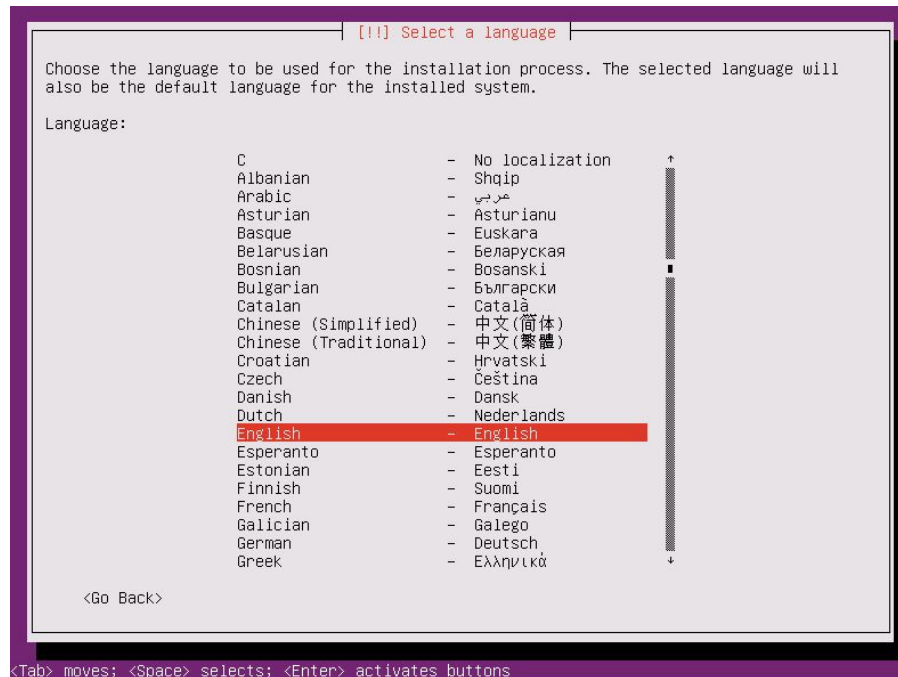 [!!] Select a language
Choose the language to be used for the installation process. The selected language will
also be the default language for the installed system.
Language:
C - No localization
Albanian - Shqip
Arabic - عربي
Asturian - Asturianu
Basque - Euskara
Belarusian - Беларуская
Bosnian - Bosanski
Bulgarian - Български
Catalan - Català
Chinese (Simplified) - 中文(简体)
Chinese (Traditional) - 中文(繁體)
Croatian - Hrvatski
Czech - Čeština
Danish - Dansk
Dutch - Nederlands
English - English
Esperanto - Esperanto
Estonian - Eesti
Finnish - Suomi
French - Français
Galician - Galego
German - Deutsch
Greek - Ελληνικά
<Go Back>
<Tab> moves; <Space> selects; <Enter> activates buttons